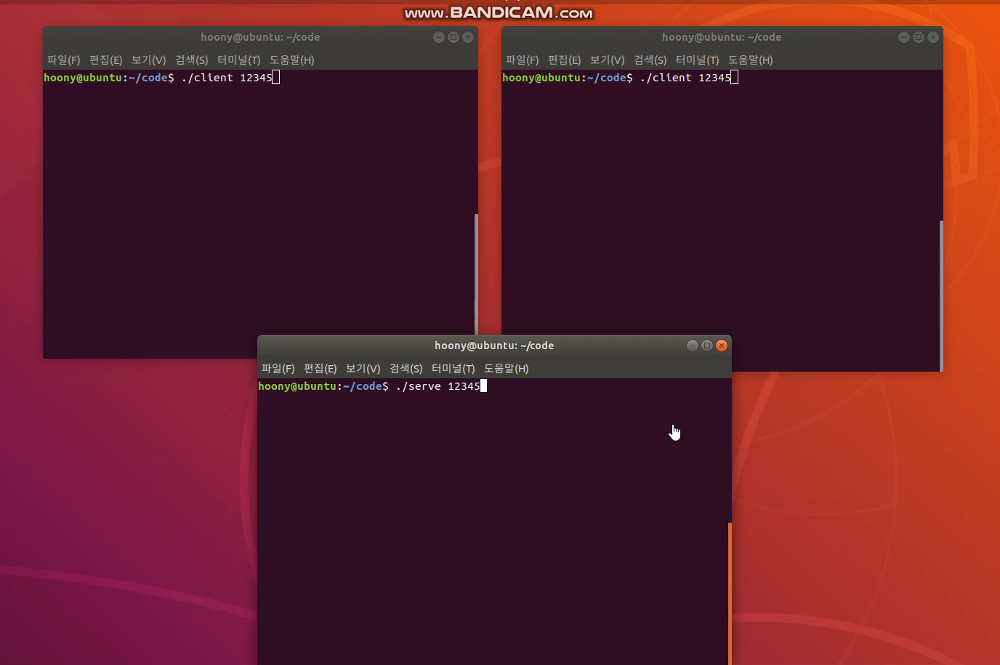 www.BANDICAM.com
hoony@ubuntu: ~/code
파일(F) 편집(E) 보기(V) 검색(S) 터미널(T) 도움말(H)
hoony@ubuntu:~/code$ ./client 12345
hoony@ubuntu: ~/code
파일(F) 편집(E) 보기(V) 검색(S) 터미널(T) 도움말(H)
hoony@ubuntu:~/code$ ./client 12345
hoony@ubuntu: ~/code
파일(F) 편집(E) 보기(V) 검색(S) 터미널(T) 도움말(H)
hoony@ubuntu:~/code$ ./serve 12345